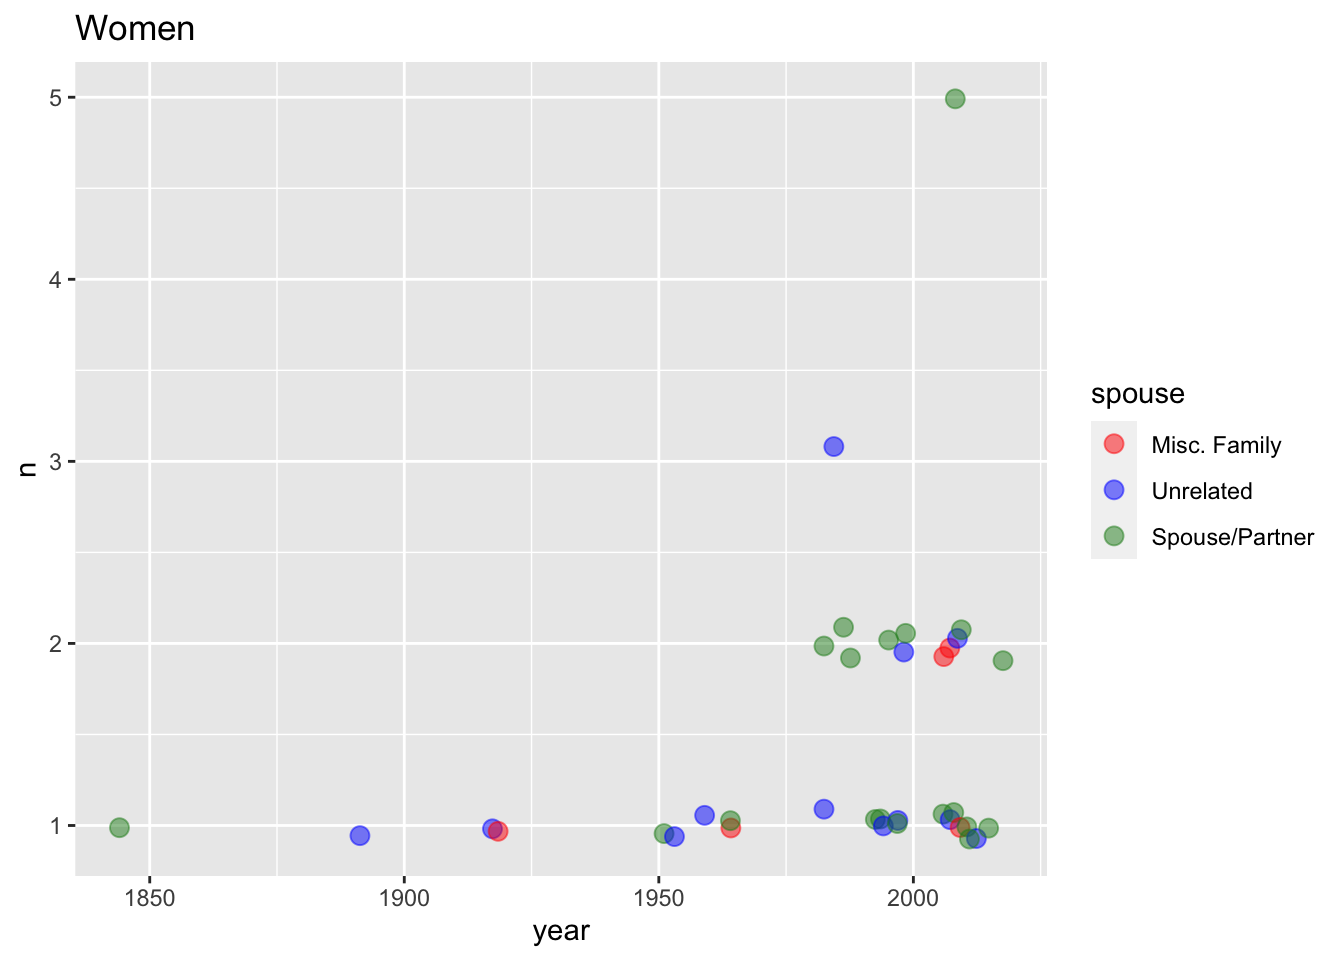 Women
5
4
3
2
1
n
1850
1900
1950
2000
year
spouse
Misc. Family
Unrelated
Spouse/Partner